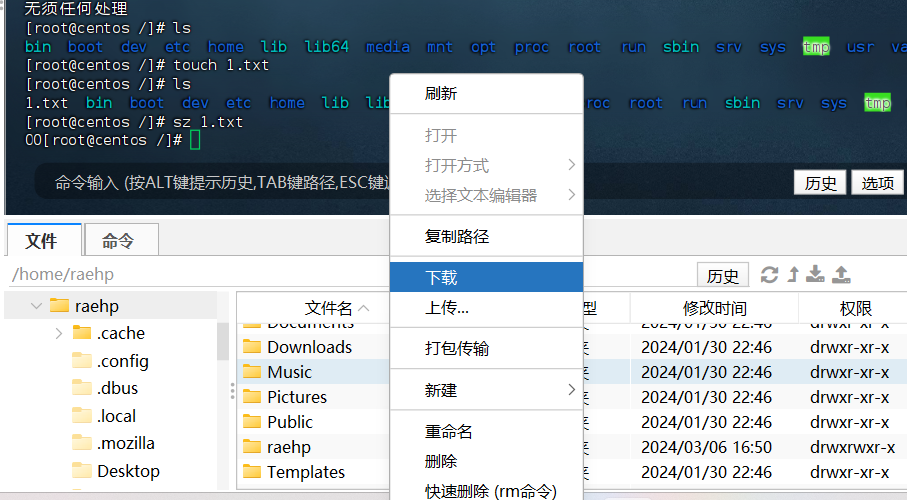 无须任何处理
[root@centos /]# ls
bin boot dev etc home lib lib64 media mnt opt proc root run sbin srv sys tmp usr
[root@centos /]# touch 1.txt
[root@centos /]# ls
1.txt bin boot dev etc home lib root run sbin srv sys tmp
[root@centos /]# sz 1.txt
OO[root@centos /]#
命令输入 (按ALT键提示历史,TAB键路径,ESC键
历史 选项
刷新
打开
打开方式
选择文本编辑器
复制路径
下载
上传...
打包传输
新建
重命名
删除
快速删除 (rm命令)
文件 命令
/home/raehp 历史
raehp
.cache
.config
.dbus
.local
.mozilla
Desktop
文件名 型 修改时间 权限
Documents 2024/01/30 22:46 drwxr-xr-x
Downloads 2024/01/30 22:46 drwxr-xr-x
Music 2024/01/30 22:46 drwxr-xr-x
Pictures 2024/01/30 22:46 drwxr-xr-x
Public 2024/01/30 22:46 drwxr-xr-x
raehp 2024/03/06 16:50 drwxrwxr-x
Templates 2024/01/30 22:46 drwxr-xr-x